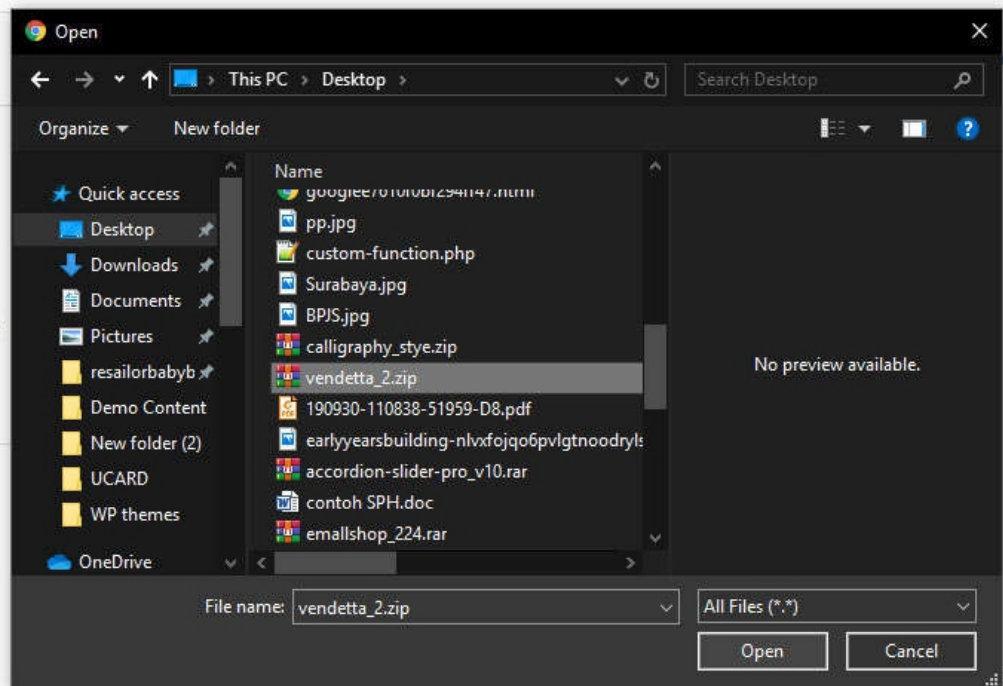 Open
This PC > Desktop >
Search Desktop
Organize
New folder
Name
Quick access
Desktop
Downloads
Documents
Pictures
resailorbabyb
Demo Content
New folder (2)
UCARD
WP themes
OneDrive
pp.jpg
custom-function.php
Surabaya.jpg
BPJS.jpg
calligraphy_stye.zip
vendetta_2.zip
190930-110838-51959-D8.pdf
earlyyearsbuilding-nlvxfojqo6pvlgtnoodryls
accordion-slider-pro_v10.rar
contoh SPH.doc
emallshop_224.rar
No preview available.
File name: vendetta_2.zip
All Files (*.*)
Open
Cancel